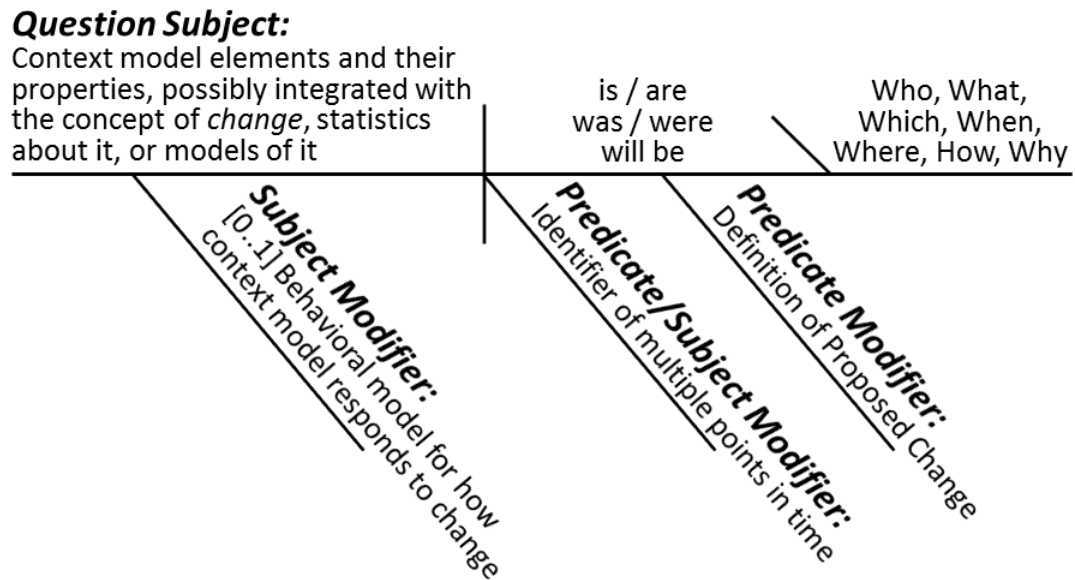 Question Subject:
Context model elements and their
properties, possibly integrated with
the concept of change, statistics
about it, or models of it
is / are
was / were
will be
Who, What,
Which, When,
Where, How, Why
Subject Modifier:
[0..1] Behavioral model for how
context model responds to change
Predicate/Subject Modifier:
Identifier of multiple points in time
Predicate Modifier:
Definition of Proposed Change